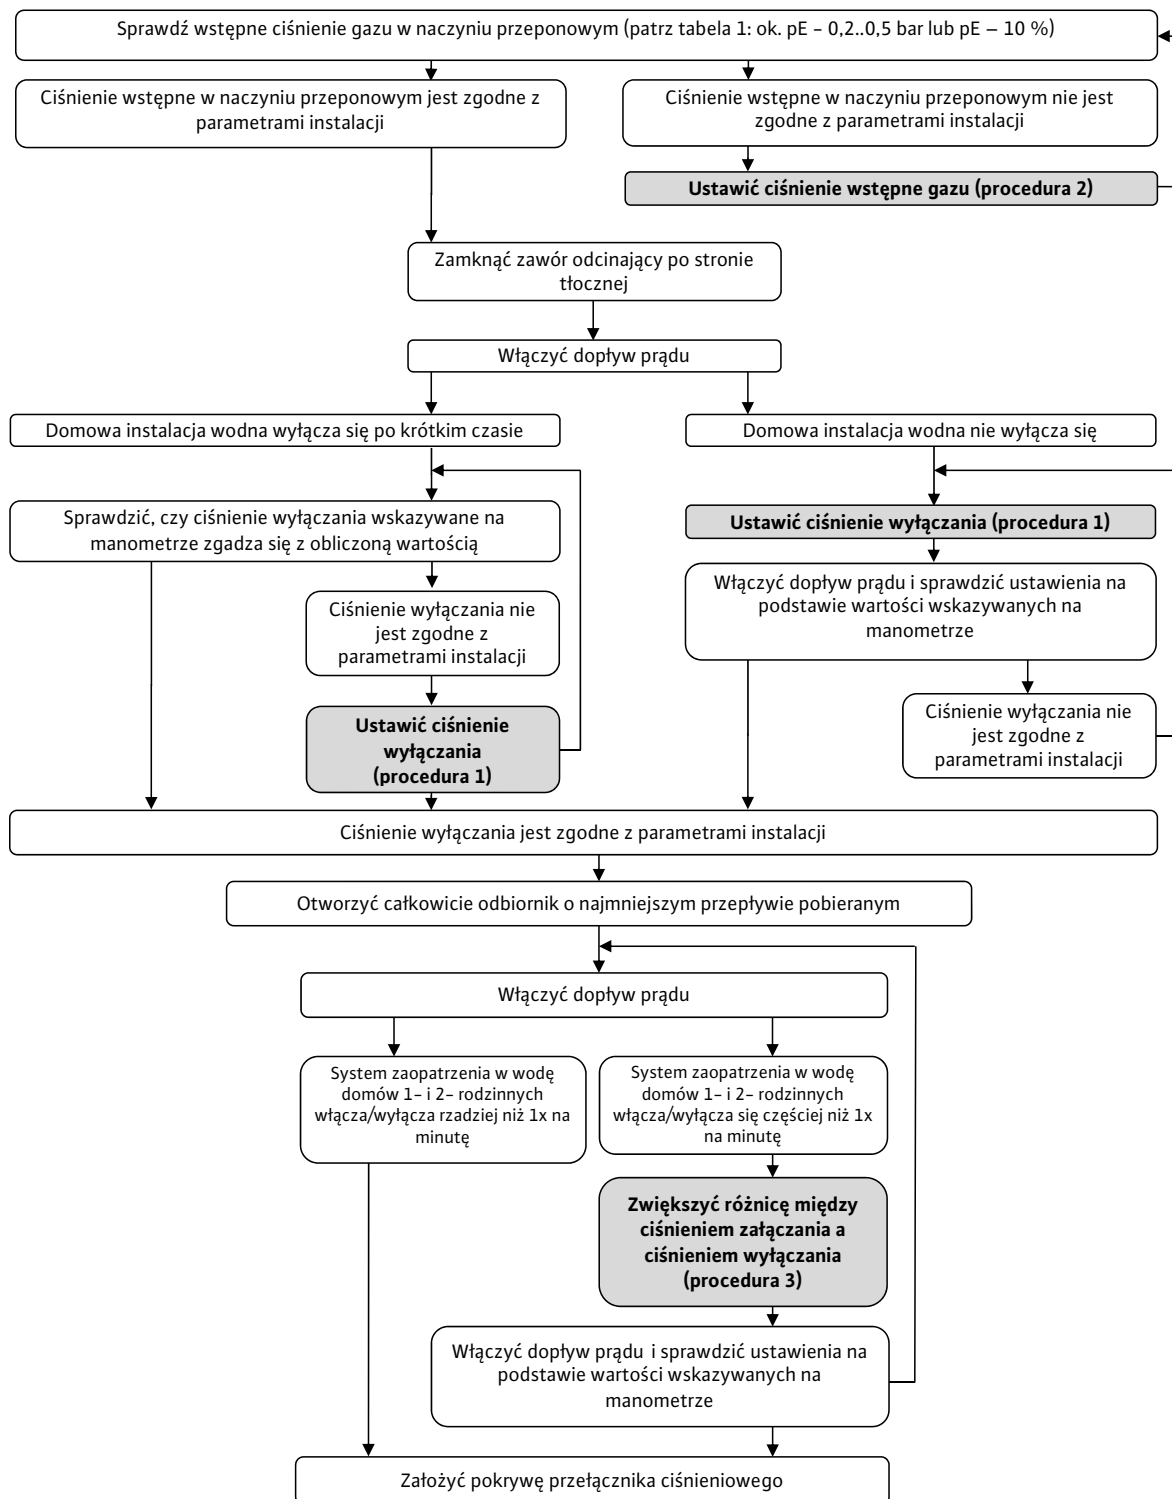 Sprawdź wstępne ciśnienie gazu w naczyniu przeponowym (patrz tabela 1: ok. pE – 0,2..0,5 bar lub pE – 10 %)
Ciśnienie wstępne w naczyniu przeponowym jest zgodne z
parametrami instalacji
Ciśnienie wstępne w naczyniu przeponowym nie jest
zgodne z parametrami instalacji
Ustawić ciśnienie wstępne gazu (procedura 2)
Zamknąć zawór odcinający po stronie
tłocznej
Włączyć dopływ prądu
Domowa instalacja wodna wyłącza się po krótkim czasie
Domowa instalacja wodna nie wyłącza się
Sprawdzić, czy ciśnienie wyłączania wskazywane na
manometrze zgadza się z obliczoną wartością
Ustawić ciśnienie wyłączania (procedura 1)
Ciśnienie wyłączania nie
jest zgodne z
parametrami instalacji
Włączyć dopływ prądu i sprawdzić ustawienia na
podstawie wartości wskazywanych na
manometrze
Ustawić ciśnienie
wyłączania
(procedura 1)
Ciśnienie wyłączania nie
jest zgodne z
parametrami instalacji
Ciśnienie wyłączania jest zgodne z parametrami instalacji
Otworzyć całkowicie odbiornik o najmniejszym przepływie pobieranym
Włączyć dopływ prądu
System zaopatrzenia w wodę
domów 1– i 2– rodzinnych
włącza/wyłącza rzadziej niż 1x na
minutę
System zaopatrzenia w wodę
domów 1– i 2– rodzinnych
włącza/wyłącza się częściej niż 1x
na minutę
Zwiększyć różnicę między
ciśnieniem załączania a
ciśnieniem wyłączania
(procedura 3)
Włączyć dopływ prądu i sprawdzić ustawienia na
podstawie wartości wskazywanych na
manometrze
Założyć pokrywę przełącznika ciśnieniowego